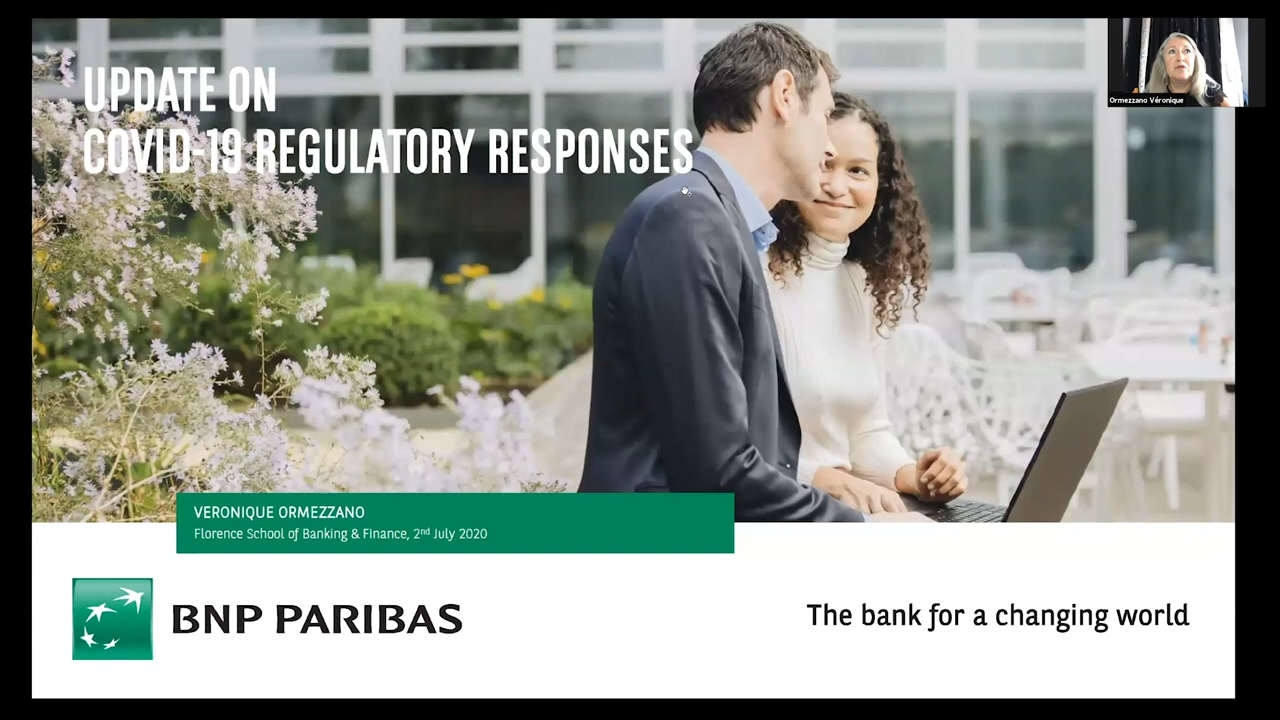 UPDATE ON
COVID-19 REGULATORY RESPONSES
Ormezzano Véronique
VERONIQUE ORMEZZANO
Florence School of Banking & Finance, 2nd July 2020
BNP PARIBAS
The bank for a changing world